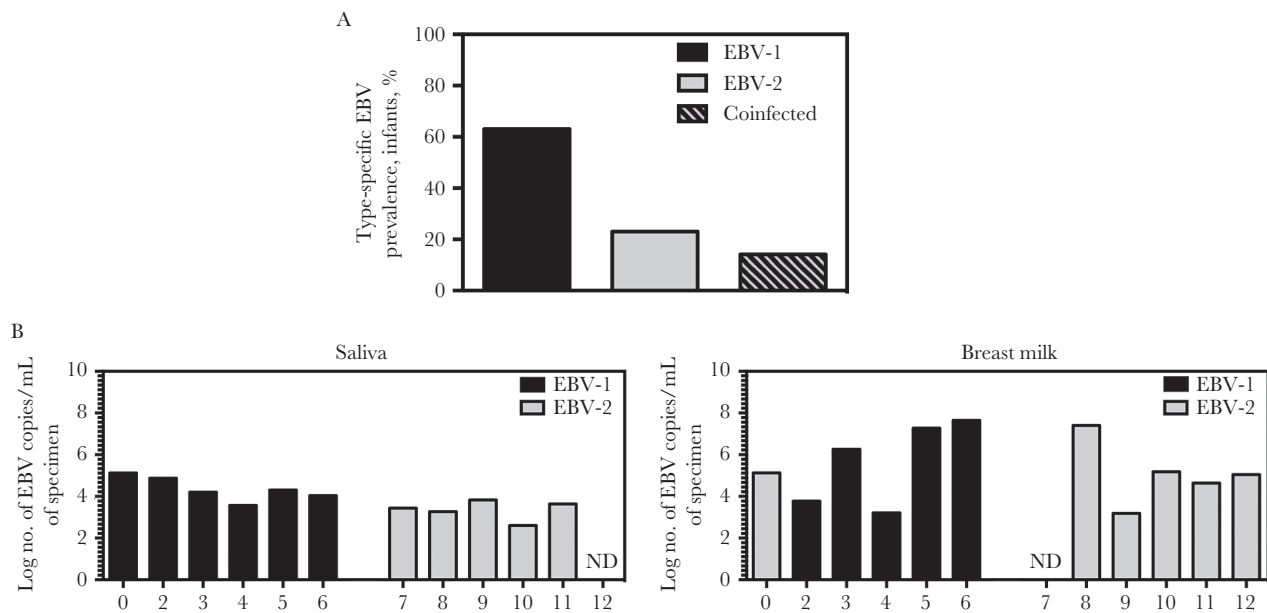 A
Type-specific EBV
prevalence, infants, %
100
80
60
40
20
0
EBV-1
EBV-2
Coinfected
B
Saliva
Log no. of EBV copies/mL
of specimen
10
8
6
4
2
0
EBV-1
EBV-2
ND
0 2 3 4 5 6 7 8 9 10 11 12
Breast milk
Log no. of EBV copies/mL
of specimen
10
8
6
4
2
0
EBV-1
EBV-2
ND
0 2 3 4 5 6 7 8 9 10 11 12